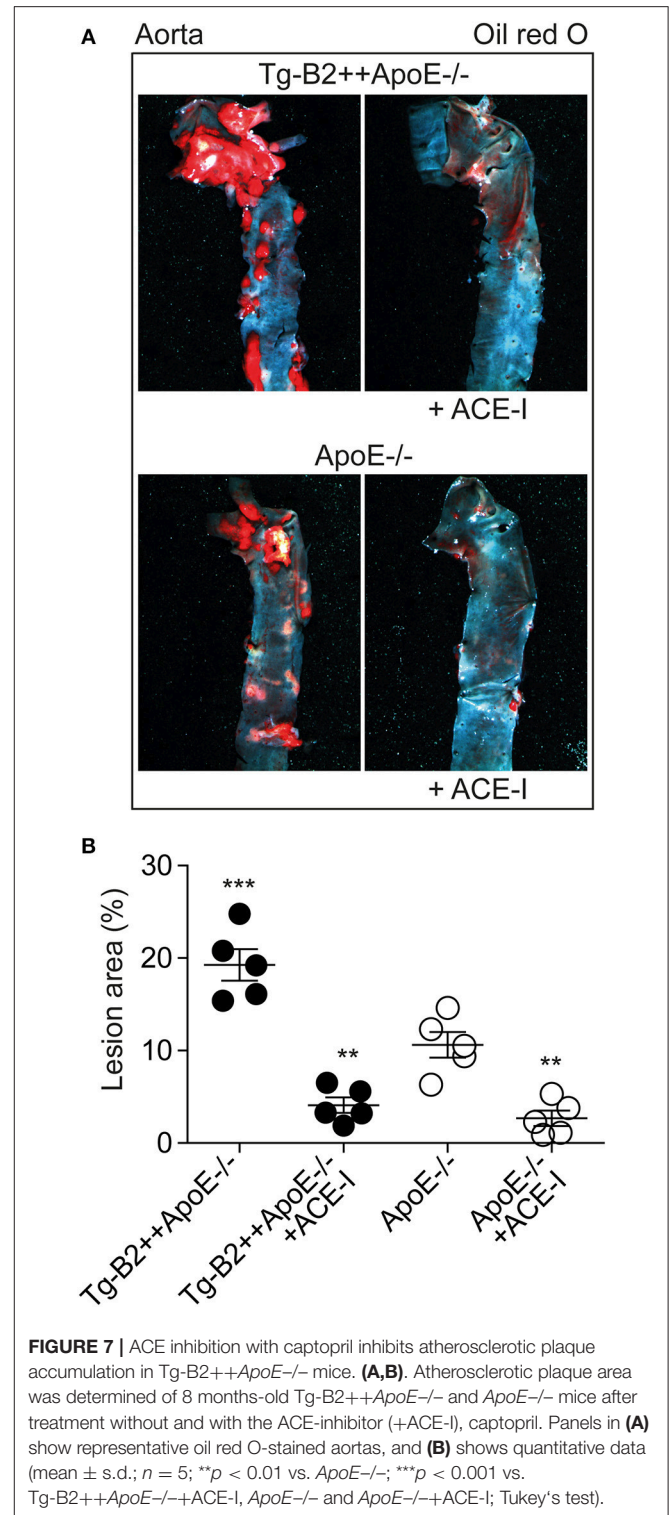 A Aorta Oil red O
Tg-B2++ApoE-/-
+ ACE-I
ApoE-/-
+ ACE-I
B
Lesion area (%)
30
20
10
0
***
**
**
Tg-B2++ApoE-/-
Tg-B2++ApoE-/-
+ACE-I
ApoE-/-
ApoE-/-
+ACE-I
FIGURE 7 | ACE inhibition with captopril inhibits atherosclerotic plaque
accumulation in Tg-B2++ApoE–/– mice. (A,B). Atherosclerotic plaque area
was determined of 8 months-old Tg-B2++ApoE–/– and ApoE–/– mice after
treatment without and with the ACE-inhibitor (+ACE-I), captopril. Panels in (A)
show representative oil red O-stained aortas, and (B) shows quantitative data
(mean ± s.d.; n = 5; **p < 0.01 vs. ApoE–/–; ***p < 0.001 vs.
Tg-B2++ApoE–/–+ACE-I, ApoE–/– and ApoE–/–+ACE-I; Tukey‘s test).